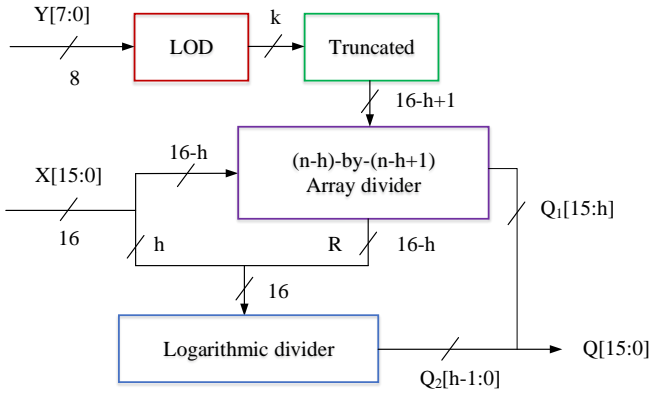 Y[7:0]
8
LOD
k
Truncated
16-h+1
X[15:0]
16
16-h
h
(n-h)-by-(n-h+1)
Array divider
R
16-h
Q₁[15:h]
16
Logarithmic divider
Q₂[h-1:0]
Q[15:0]